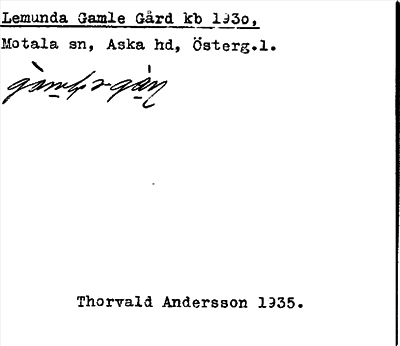 Lemunda Gamle Gård kb 1930,
Motala sn, Aska hd, Österg.l.
Thorvald Andersson 1935.